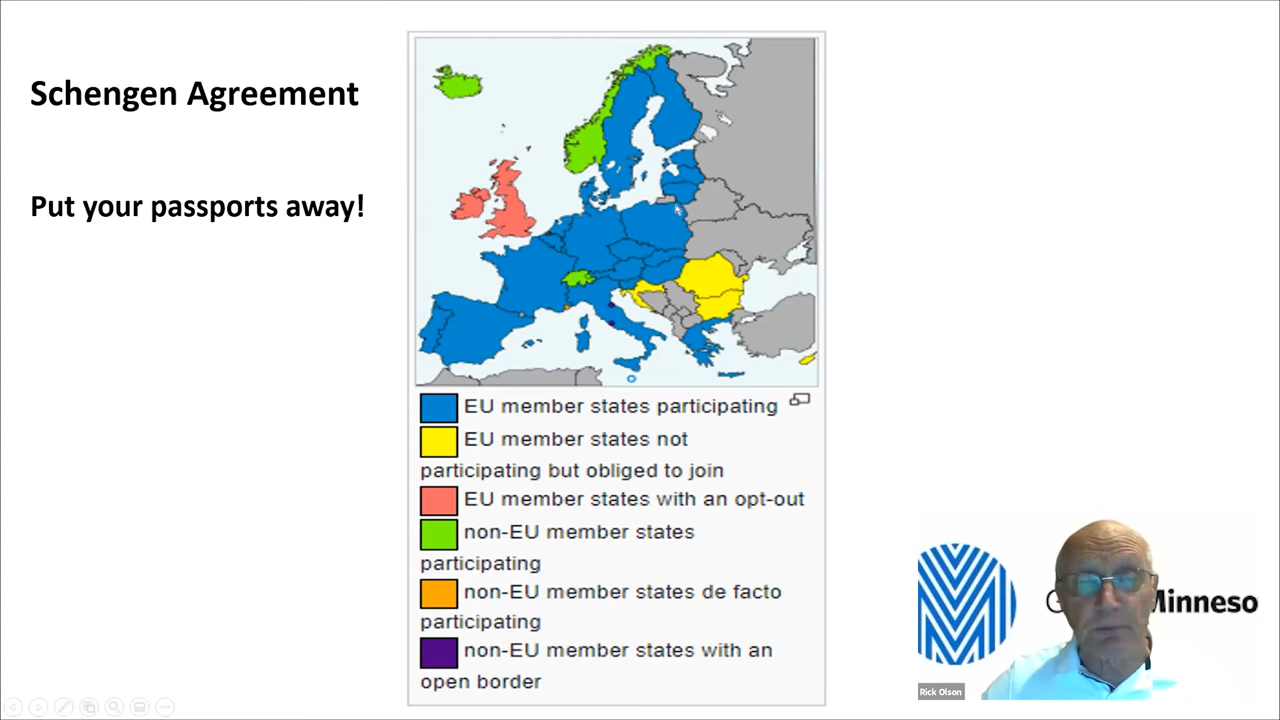 Schengen Agreement
Put your passports away!
EU member states participating
EU member states not
participating but obliged to join
EU member states with an opt-out
non-EU member states
participating
non-EU member states de facto
participating
non-EU member states with an
open border
Rick Olson